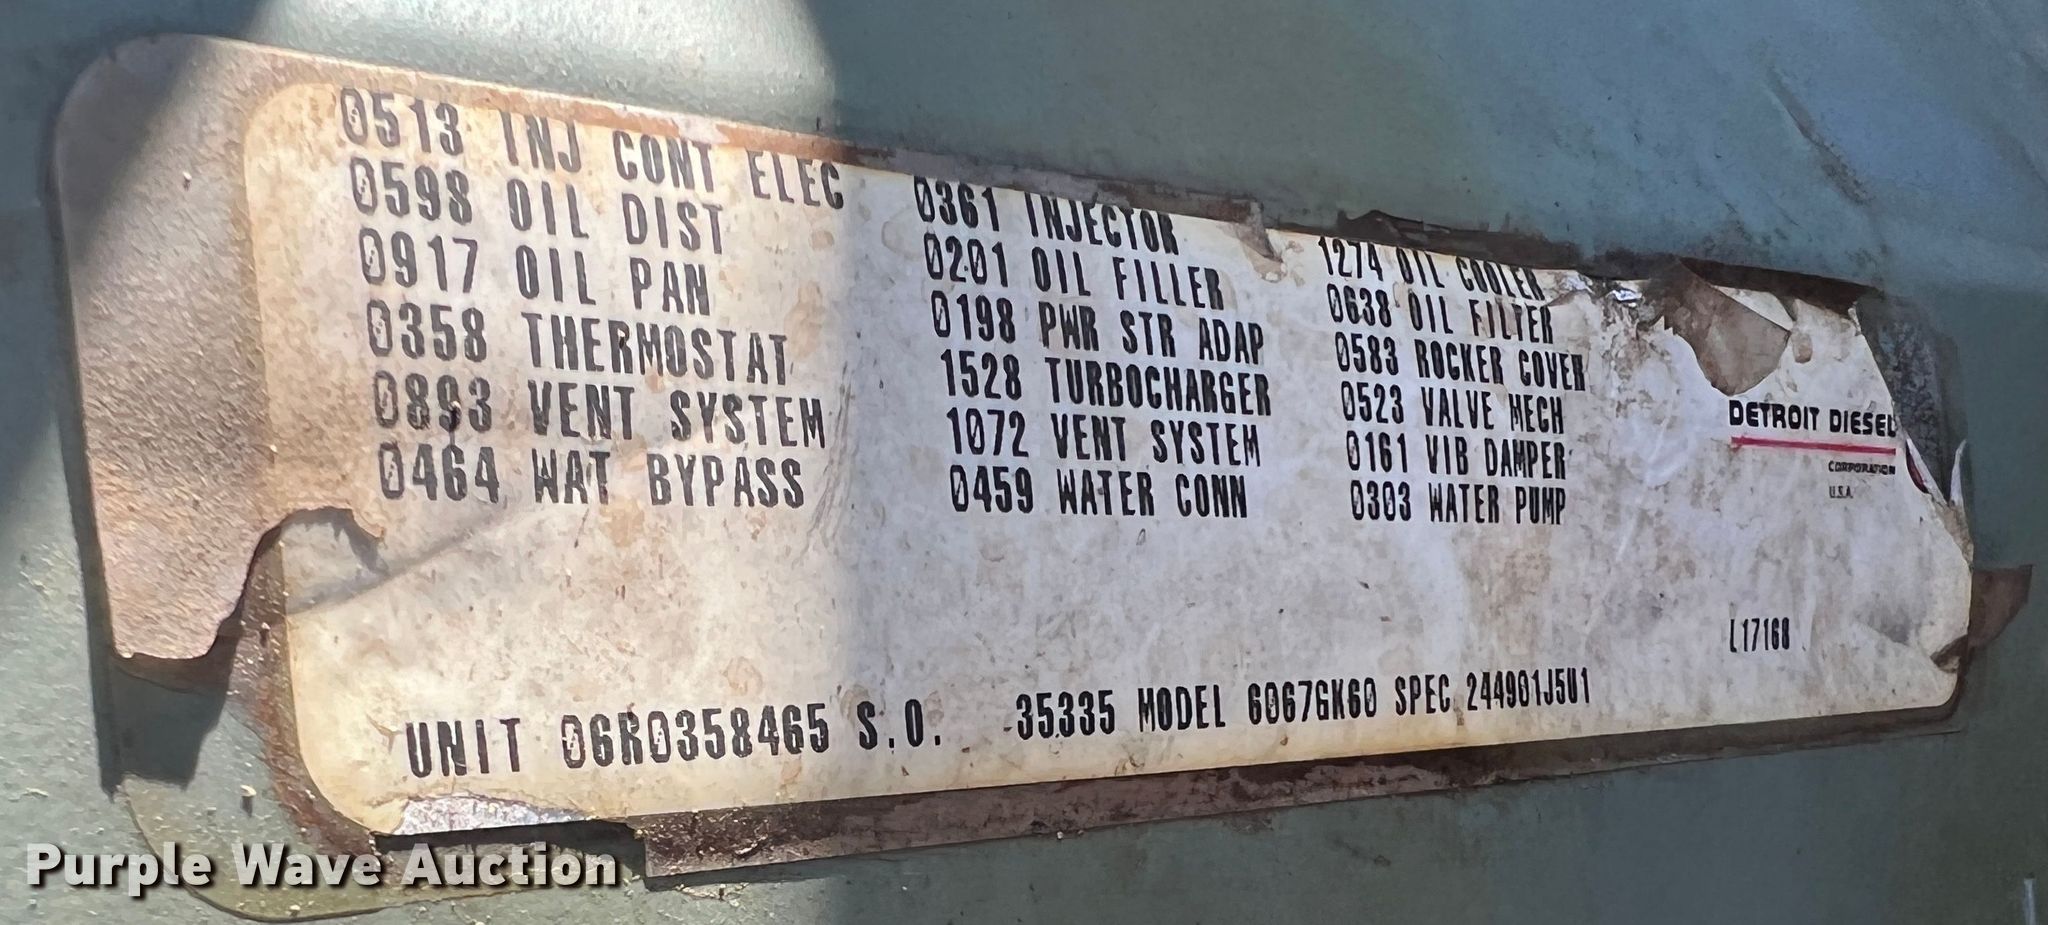 0513 INJ CONT ELEC
0598 OIL DIST
0917 OIL PAN
0358 THERMOSTAT
0893 VENT SYSTEM
0464 WAT BYPASS
0361 INJECTOR
0201 OIL FILLER
0198 PWR STR ADAP
1528 TURBOCHARGER
1072 VENT SYSTEM
0459 WATER CONN
1274 OIL COOLER
0638 OIL FILTER
0583 ROCKER COVER
0523 VALVE MECH
0161 VIB DAMPER
0303 WATER PUMP
DETROIT DIESEL
CORPORATION
U.S.A.
L17168
UNIT 06R0358465 S.O. 35335 MODEL 6067GK60 SPEC 244901J5U1
Purple Wave Auction